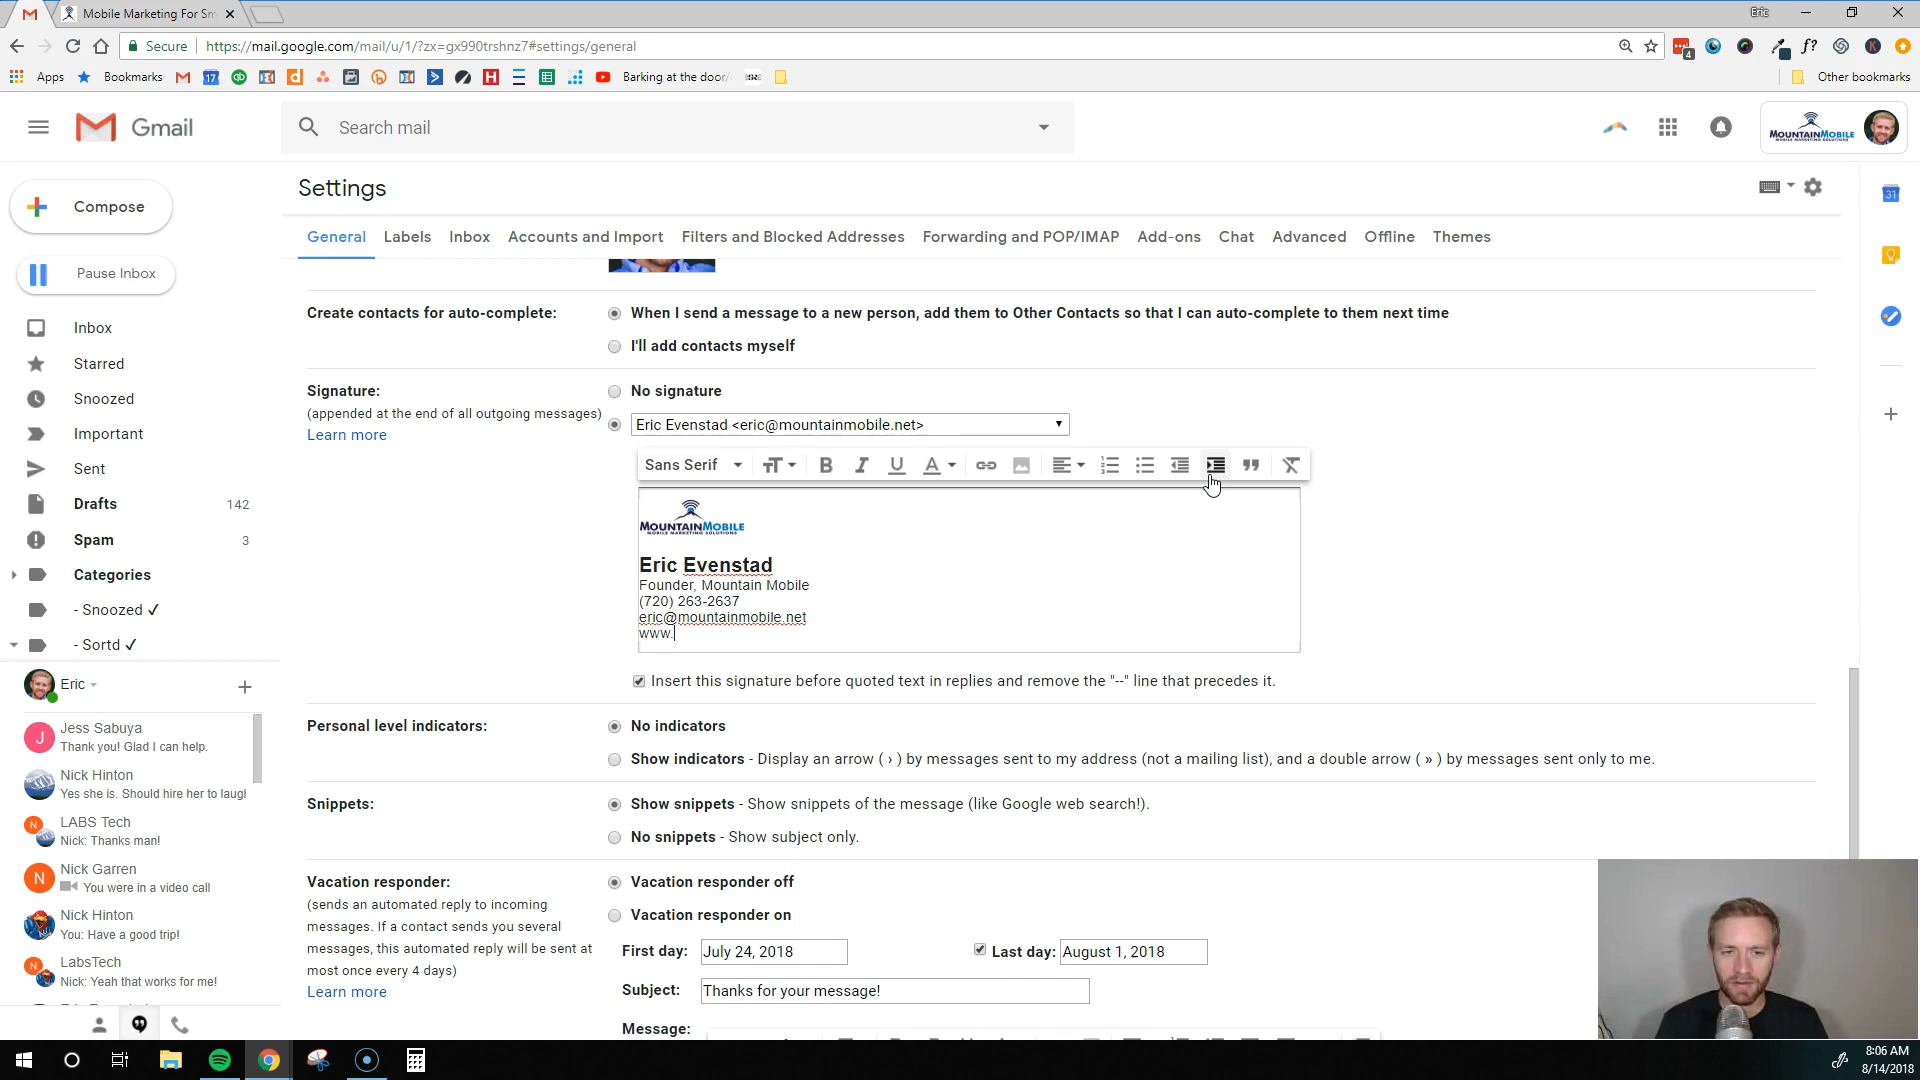 Mobile Marketing For Sm
Eric
Secure
https://mail.google.com/mail/u/1/?zx=gx990trshnz7#settings/general
Apps
Bookmarks
Barking at the door/
Other bookmarks
Gmail
Search mail
MOUNTAINMOBILE
MOBILE MARKETING SOLUTIONS
Settings
Compose
General Labels Inbox Accounts and Import Filters and Blocked Addresses Forwarding and POP/IMAP Add-ons Chat Advanced Offline Themes
Pause Inbox
Inbox
Starred
Snoozed
Important
Sent
Drafts 142
Spam 3
Categories
- Snoozed ✓
- Sortd ✓
Create contacts for auto-complete:
When I send a message to a new person, add them to Other Contacts so that I can auto-complete to them next time
I'll add contacts myself
Signature:
(appended at the end of all outgoing messages)
Learn more
No signature
Eric Evenstad <eric@mountainmobile.net>
Sans Serif
MOUNTAINMOBILE
MOBILE MARKETING SOLUTIONS
Eric Evenstad
Founder, Mountain Mobile
(720) 263-2637
eric@mountainmobile.net
www.
Insert this signature before quoted text in replies and remove the "--" line that precedes it.
Personal level indicators:
No indicators
Show indicators - Display an arrow ( › ) by messages sent to my address (not a mailing list), and a double arrow ( » ) by messages sent only to me.
Snippets:
Show snippets - Show snippets of the message (like Google web search!).
No snippets - Show subject only.
Vacation responder:
(sends an automated reply to incoming
messages. If a contact sends you several
messages, this automated reply will be sent at
most once every 4 days)
Learn more
Vacation responder off
Vacation responder on
First day: July 24, 2018
Last day: August 1, 2018
Subject: Thanks for your message!
Message:
Eric
Jess Sabuya
Thank you! Glad I can help.
Nick Hinton
Yes she is. Should hire her to laugh
LABS Tech
Nick: Thanks man!
Nick Garren
You were in a video call
Nick Hinton
You: Have a good trip!
LabsTech
Nick: Yeah that works for me!
8:06 AM
8/14/2018